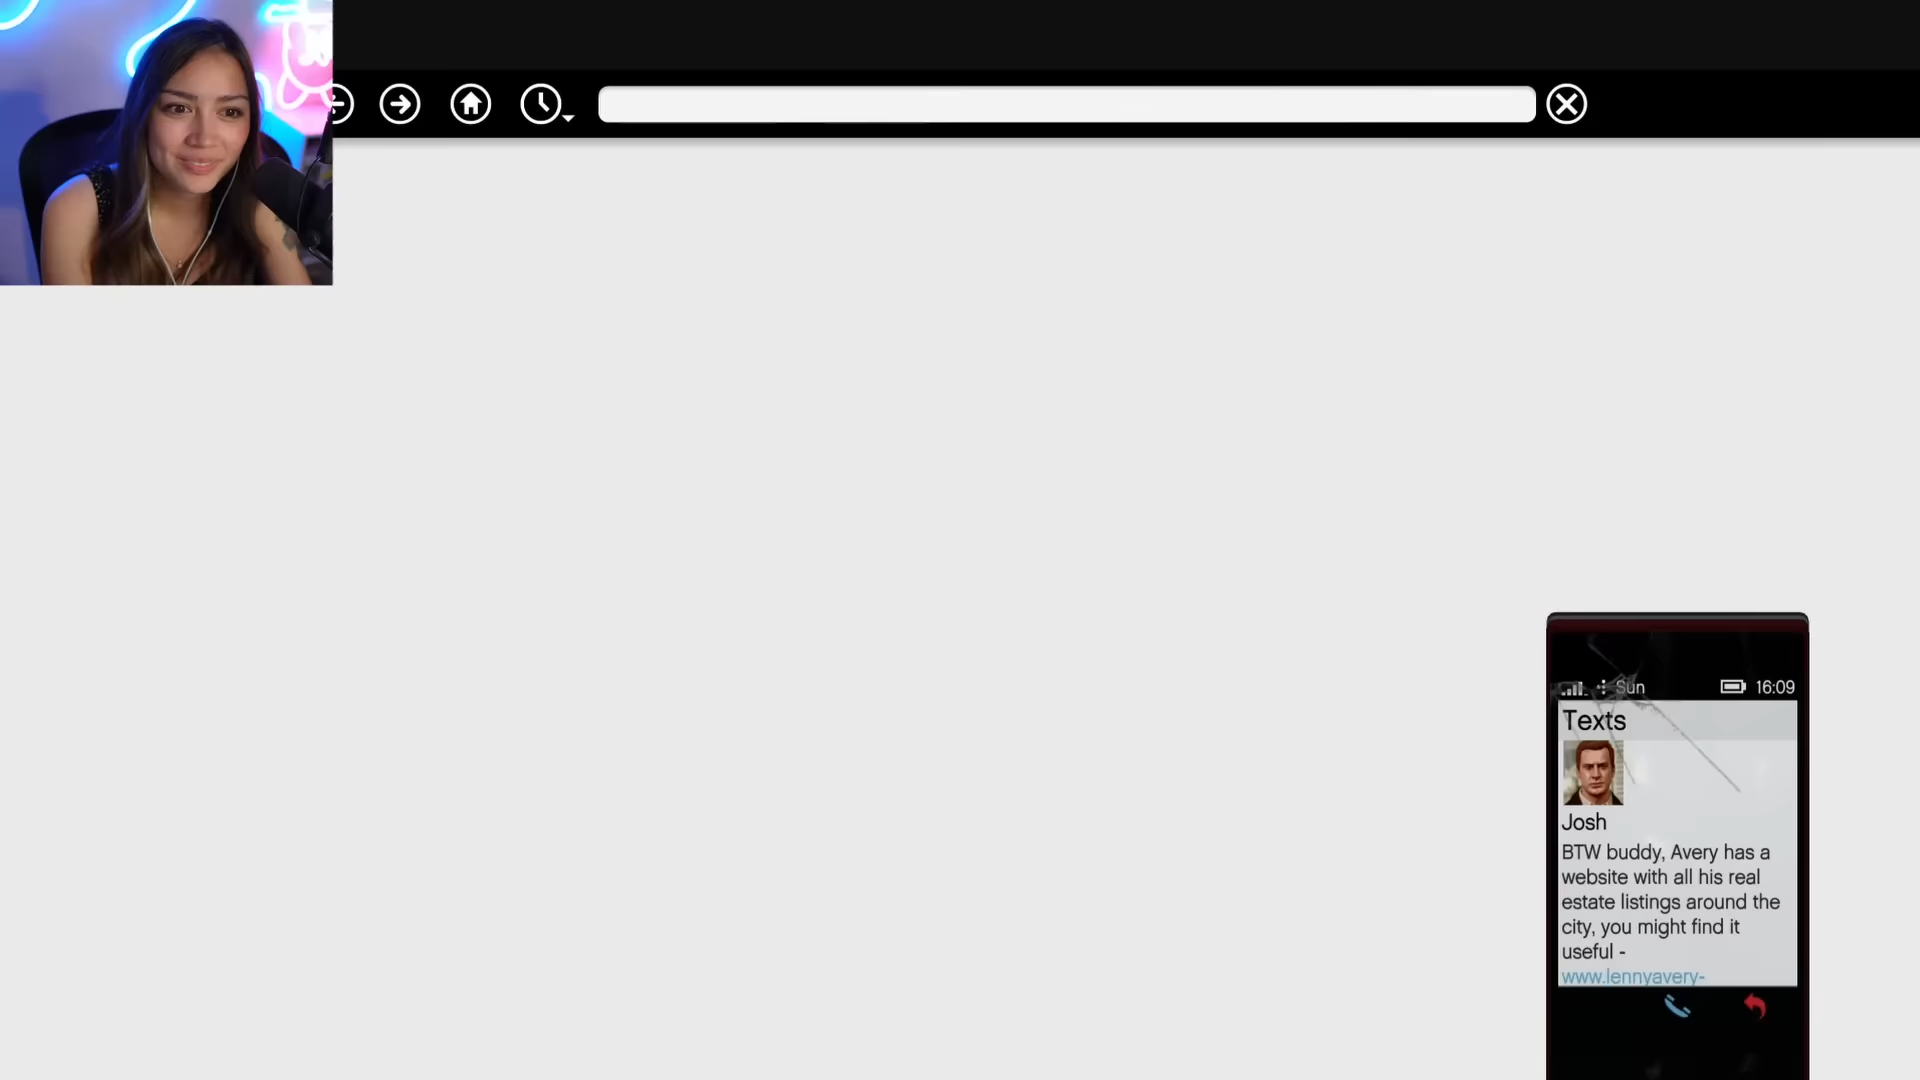 Sun 16:09
Texts
Josh
BTW buddy, Avery has a
website with all his real
estate listings around the
city, you might find it
useful -
www.lennyavery-